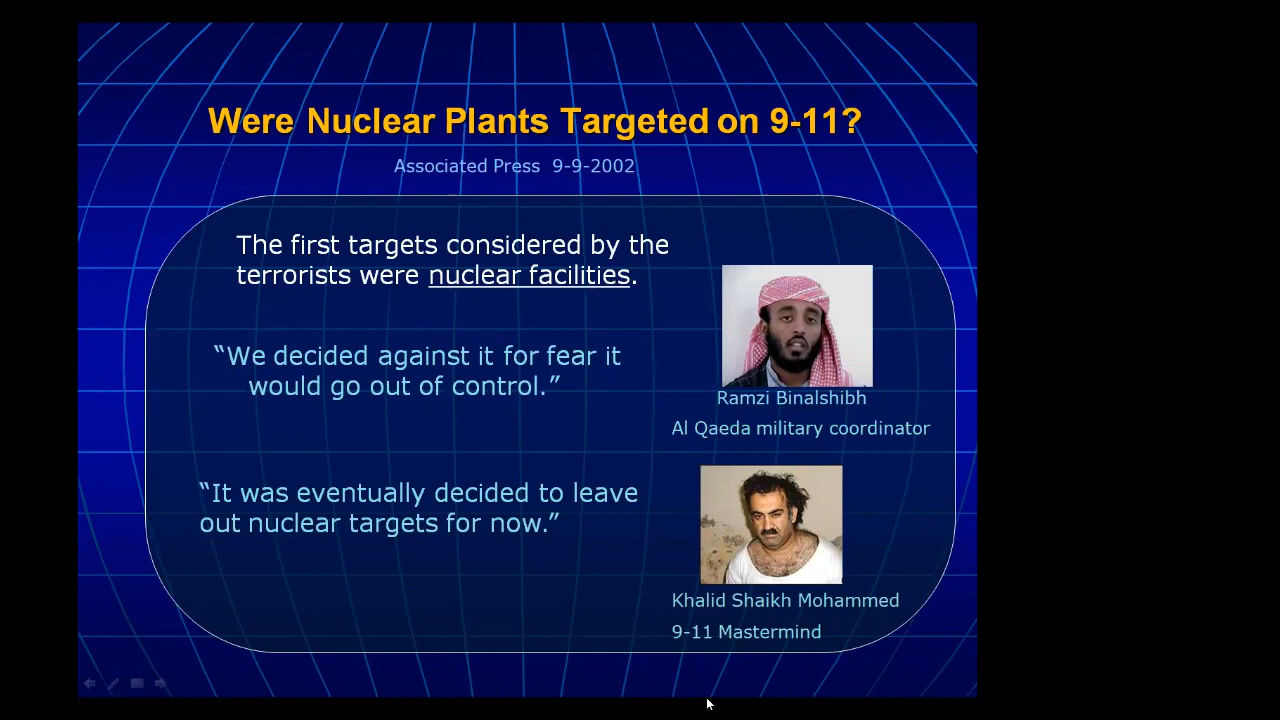 Were Nuclear Plants Targeted on 9-11?
Associated Press 9-9-2002
The first targets considered by the
terrorists were nuclear facilities.
“We decided against it for fear it
would go out of control.”
Ramzi Binalshibh
Al Qaeda military coordinator
“It was eventually decided to leave
out nuclear targets for now.”
Khalid Shaikh Mohammed
9-11 Mastermind